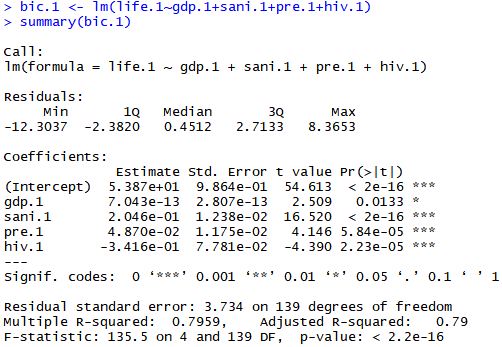 > bic.1 <- lm(life.1~gdp.1+sani.1+pre.1+hiv.1)
> summary(bic.1)
Call:
lm(formula = life.1 ~ gdp.1 + sani.1 + pre.1 + hiv.1)
Residuals:
     Min       1Q   Median       3Q      Max
-12.3037  -2.3820   0.4512   2.7133   8.3653
Coefficients:
              Estimate Std. Error t value Pr(>|t|)
(Intercept)  5.387e+01  9.864e-01  54.613  < 2e-16 ***
gdp.1        7.043e-13  2.807e-13   2.509   0.0133 *
sani.1       2.046e-01  1.238e-02  16.520  < 2e-16 ***
pre.1        4.870e-02  1.175e-02   4.146 5.84e-05 ***
hiv.1       -3.416e-01  7.781e-02  -4.390 2.23e-05 ***
---
Signif. codes:  0 ‘***’ 0.001 ‘**’ 0.01 ‘*’ 0.05 ‘.’ 0.1 ‘ ’ 1
Residual standard error: 3.734 on 139 degrees of freedom
Multiple R-squared:  0.7959,    Adjusted R-squared:   0.79
F-statistic: 135.5 on 4 and 139 DF,  p-value: < 2.2e-16